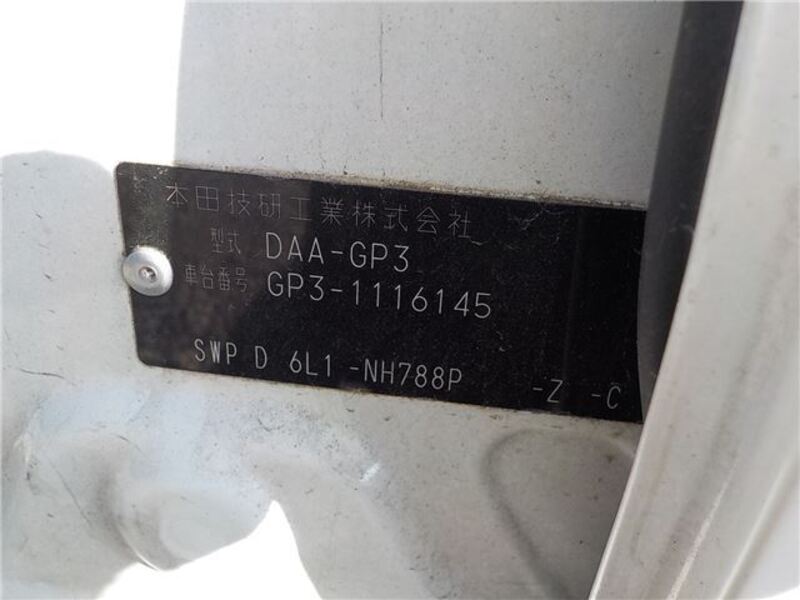 本田技研工業株式会社
型式 DAA-GP3
車台番号 GP3-1116145
SWP D 6L1 -NH788P -Z -C